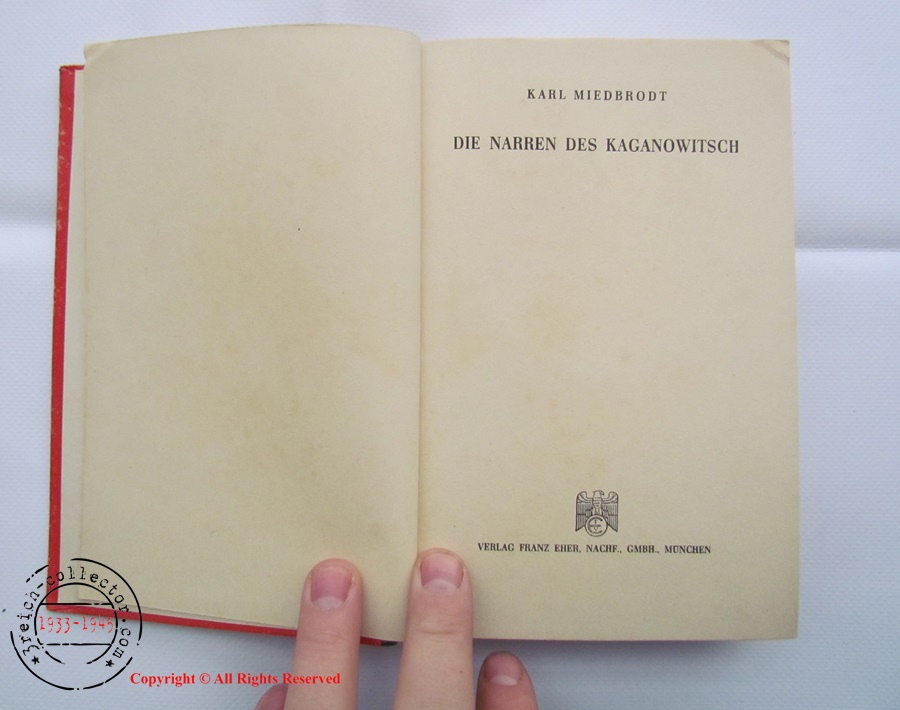 KARL MIEDBRODT
DIE NARREN DES KAGANOWITSCH
VERLAG FRANZ EHER, NACHF., GMBH., MÜNCHEN
3reich-collector.com
1933-1945
Copyright © All Rights Reserved